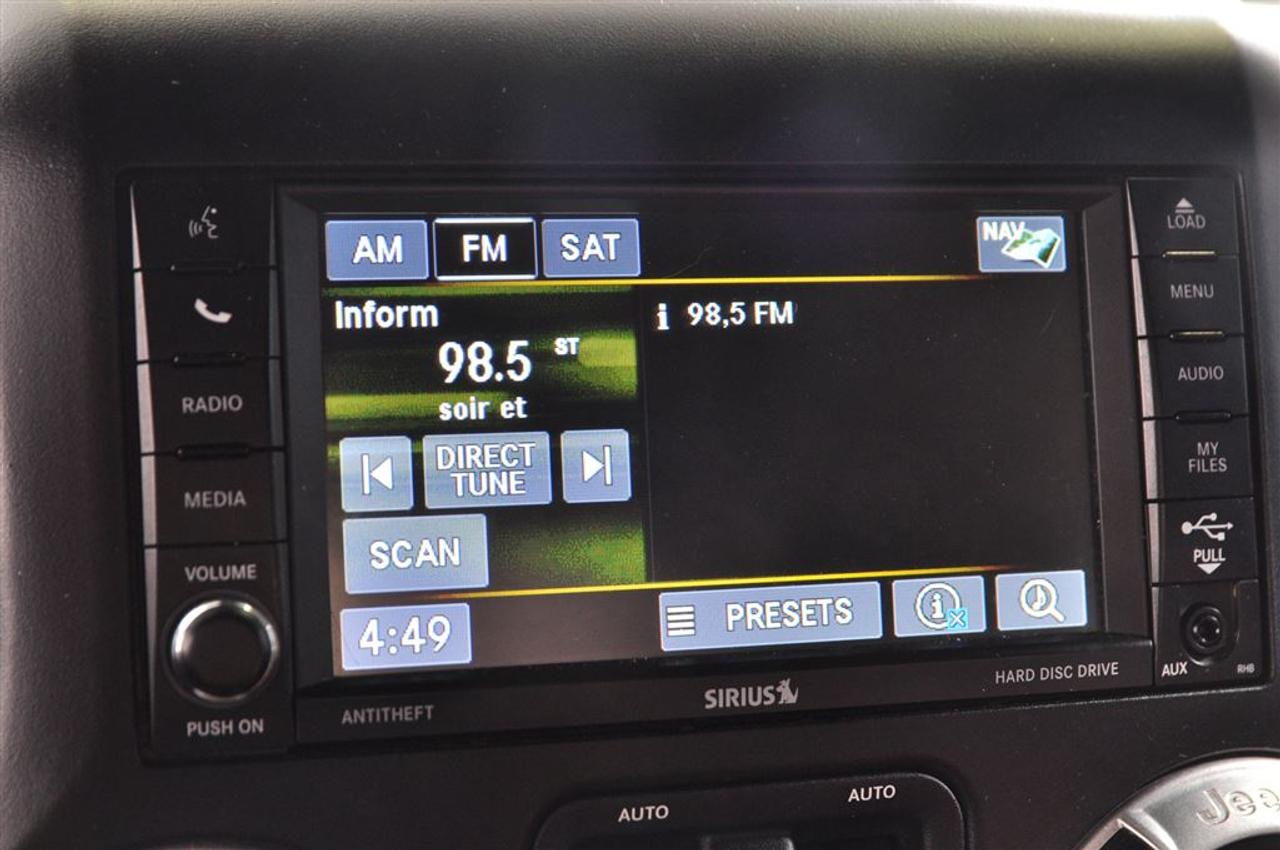 LOAD
AM FM SAT NAV
MENU
Inform
i 98,5 FM
98.5 ST
soir et
RADIO
AUDIO
DIRECT
TUNE
MY
FILES
MEDIA
SCAN
PULL
VOLUME
4:49
PRESETS
i
AUX
RHB
PUSH ON
ANTITHEFT
SIRIUS
HARD DISC DRIVE
AUTO
AUTO
Jee